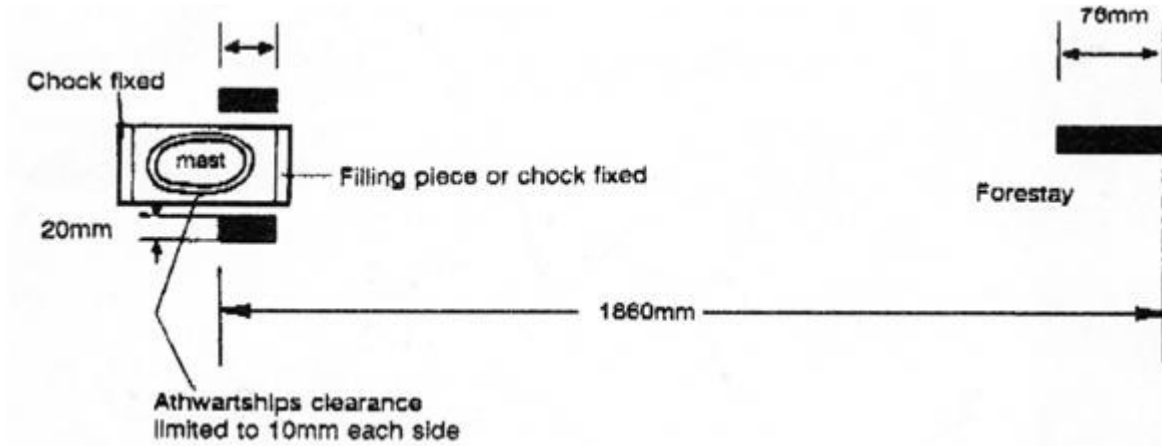 76mm
Chock fixed
mast
Filling piece or chock fixed
Forestay
20mm
1860mm
Athwartships clearance
limited to 10mm each side